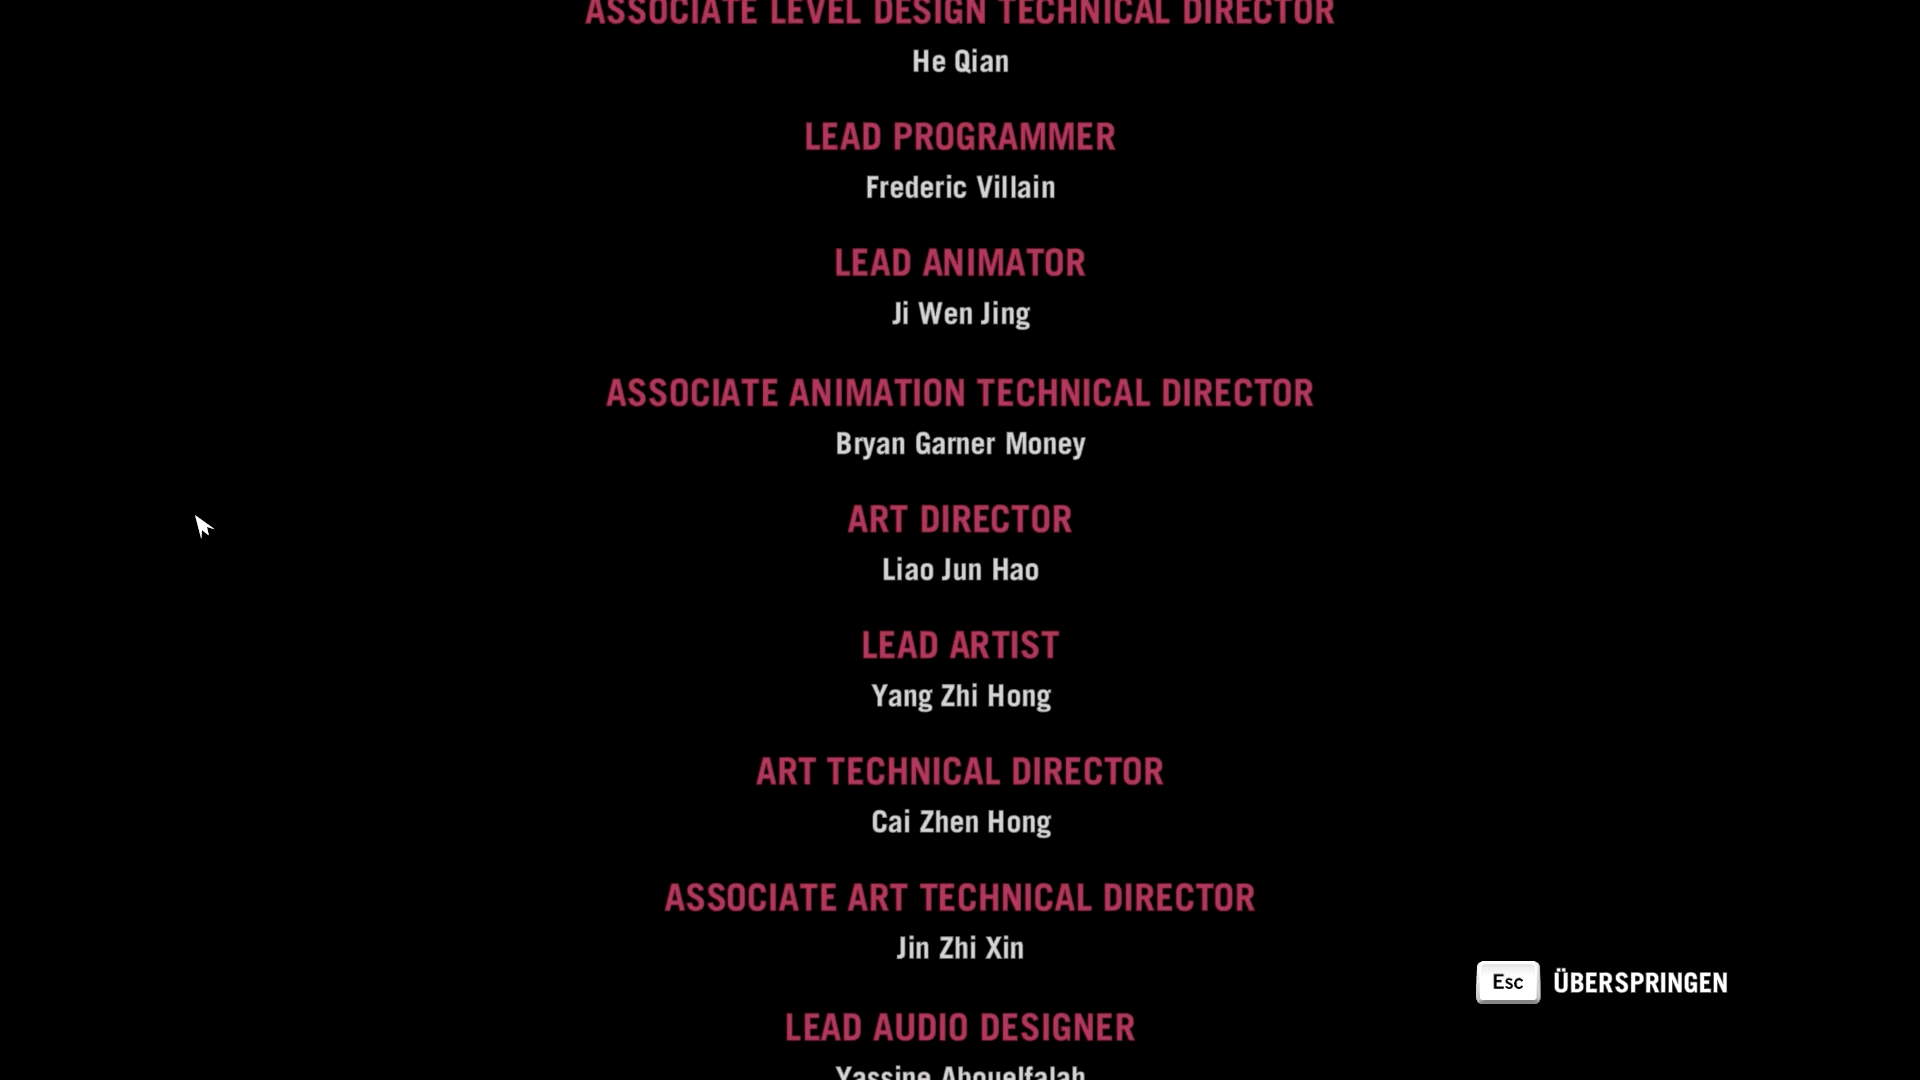 ASSOCIATE LEVEL DESIGN TECHNICAL DIRECTOR
He Qian
LEAD PROGRAMMER
Frederic Villain
LEAD ANIMATOR
Ji Wen Jing
ASSOCIATE ANIMATION TECHNICAL DIRECTOR
Bryan Garner Money
ART DIRECTOR
Liao Jun Hao
LEAD ARTIST
Yang Zhi Hong
ART TECHNICAL DIRECTOR
Cai Zhen Hong
ASSOCIATE ART TECHNICAL DIRECTOR
Jin Zhi Xin
Esc ÜBERSPRINGEN
LEAD AUDIO DESIGNER
Yassine Abouelfalah